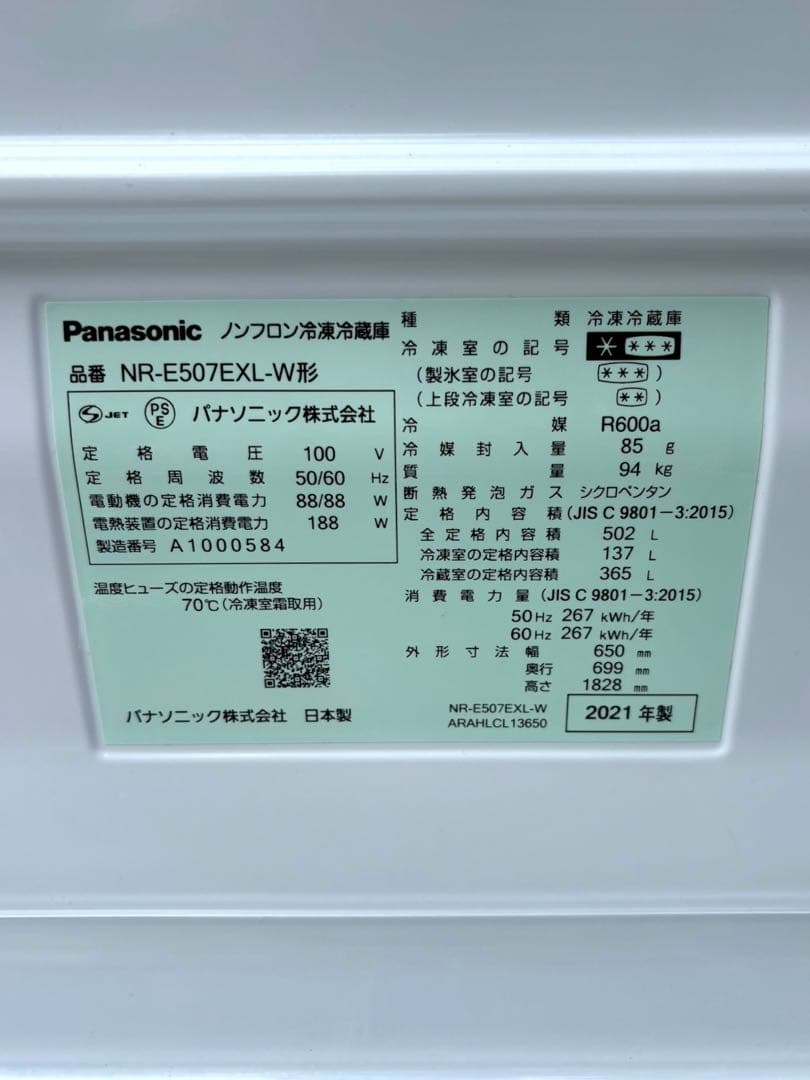 Panasonic ノンフロン冷凍冷蔵庫
品番 NR-E507EXL-W形
S JET PS E パナソニック株式会社
定格電圧 100 V
定格周波数 50/60 Hz
電動機の定格消費電力 88/88 W
電熱装置の定格消費電力 188 W
製造番号 A1000584
温度ヒューズの定格動作温度
70℃(冷凍室霜取用)
パナソニック株式会社 日本製
種類 冷凍冷蔵庫
冷凍室の記号 * ***
(製氷室の記号 *** )
(上段冷凍室の記号 ** )
冷媒 R600a
冷媒封入量 85 g
質量 94 kg
断熱発泡ガス シクロペンタン
定格内容積 (JIS C 9801-3:2015)
全定格内容積 502 L
冷凍室の定格内容積 137 L
冷蔵室の定格内容積 365 L
消費電力量 (JIS C 9801-3:2015)
50Hz 267 kWh/年
60Hz 267 kWh/年
外形寸法 幅 650 mm
奥行 699 mm
高さ 1828 mm
NR-E507EXL-W
ARAHLCL13650
2021年製